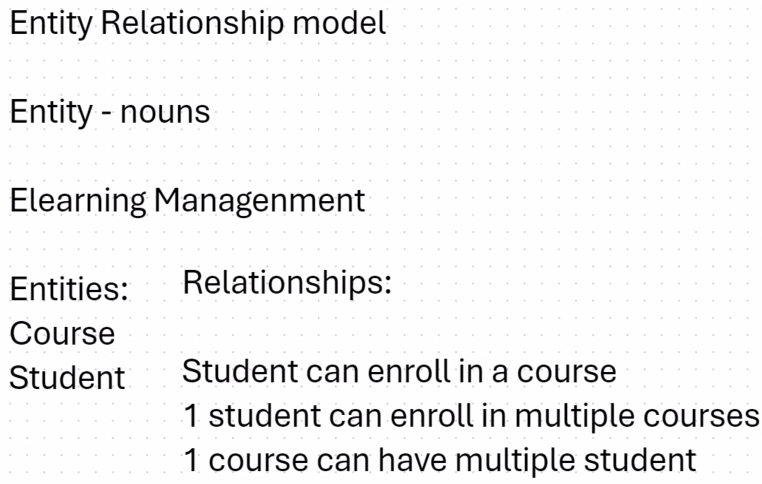 Entity Relationship model
Entity - nouns
Elearning Managenment
Entities:
Course
Student
Relationships:
Student can enroll in a course
1 student can enroll in multiple courses
1 course can have multiple student